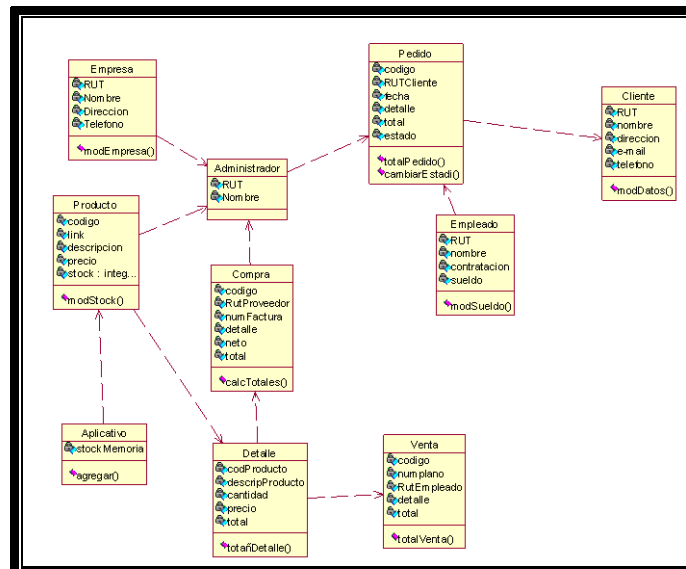 Empresa
RUT
Nombre
Direccion
Telefono
modEmpresa()
Pedido
codigo
RUTCliente
fecha
detalle
total
estado
totalPedido()
cambiarEstadi()
Cliente
RUT
nombre
direccion
e-mail
telefono
modDatos()
Administrador
RUT
Nombre
Producto
codigo
link
descripcion
precio
stock : integ...
modStock()
Empleado
RUT
nombre
contratacion
sueldo
modSueldo()
Compra
codigo
RutProveedor
numFactura
detalle
neto
total
calcTotales()
Aplicativo
stockMemoria
agregar()
Detalle
codProducto
descripProducto
cantidad
precio
total
totañDetalle()
Venta
codigo
numplano
RutEmpleado
detalle
total
totalVenta()